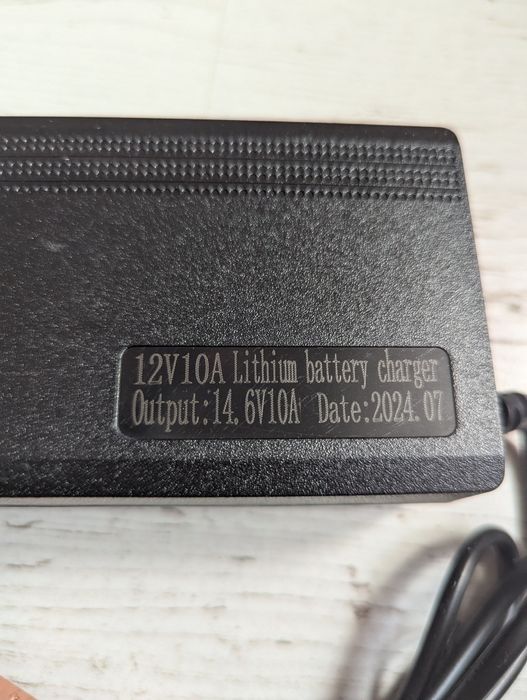 12V10A Lithium battery charger
Output:14.6V10A Date:2024.07